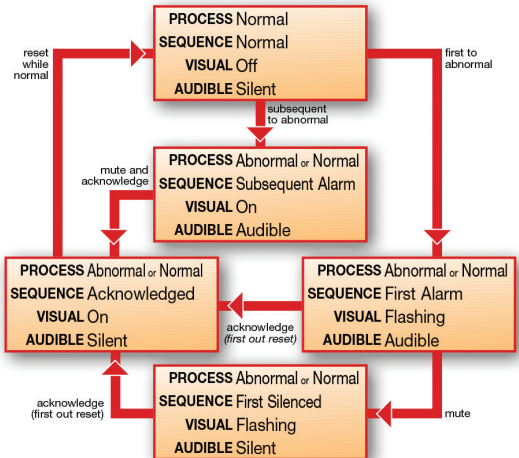 PROCESS Normal
SEQUENCE Normal
VISUAL Off
AUDIBLE Silent
reset
while
normal
first to
abnormal
subsequent
to abnormal
PROCESS Abnormal or Normal
SEQUENCE Subsequent Alarm
VISUAL On
AUDIBLE Audible
mute and
acknowledge
PROCESS Abnormal or Normal
SEQUENCE Acknowledged
VISUAL On
AUDIBLE Silent
acknowledge
(first out reset)
PROCESS Abnormal or Normal
SEQUENCE First Alarm
VISUAL Flashing
AUDIBLE Audible
PROCESS Abnormal or Normal
SEQUENCE First Silenced
VISUAL Flashing
AUDIBLE Silent
acknowledge
(first out reset)
mute